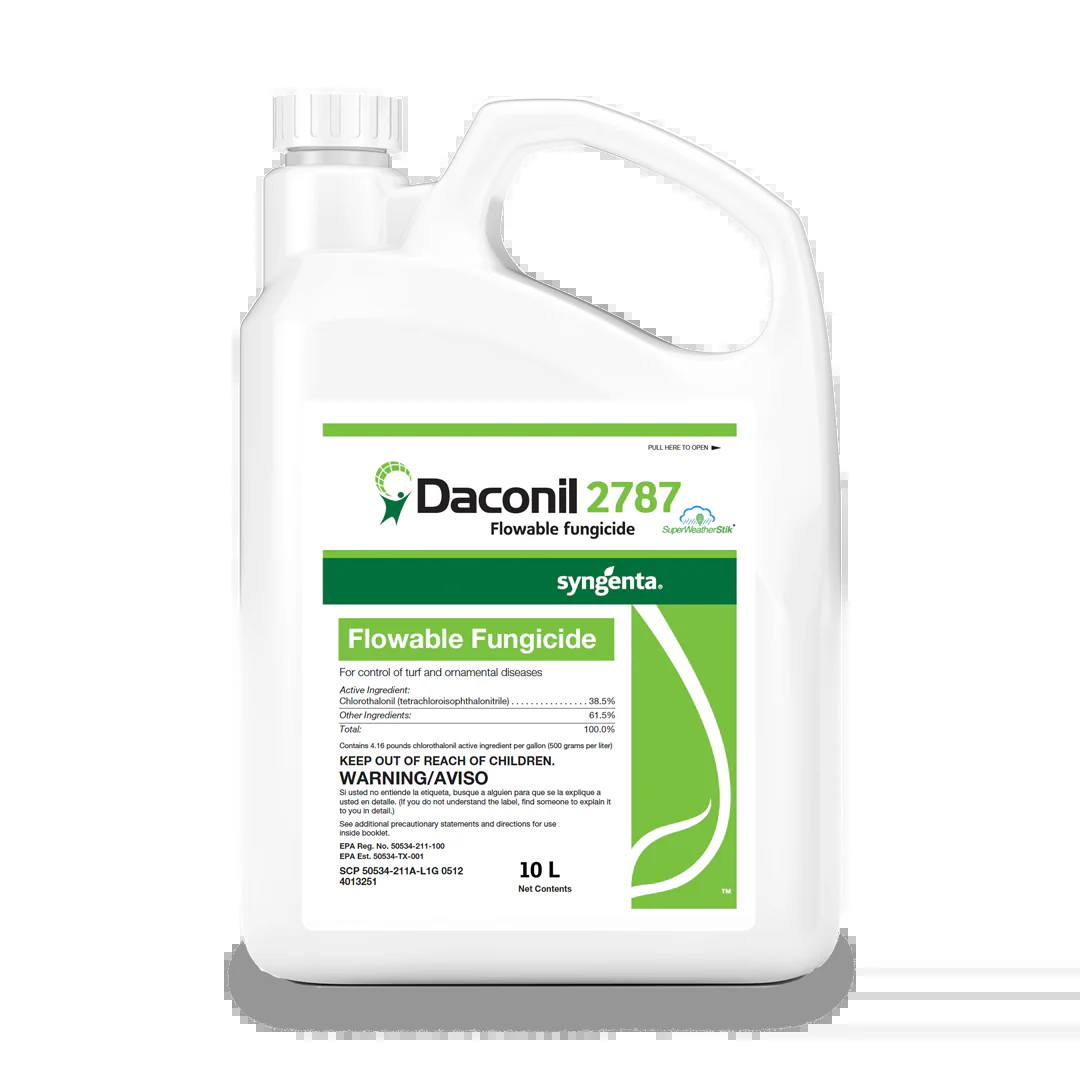 PULL HERE TO OPEN
Daconil 2787
Flowable fungicide
SuperWeatherStik
syngenta®
Flowable Fungicide
For control of turf and ornamental diseases
Active Ingredient:
Chlorothalonil (tetrachloroisophthalonitrile) . . . . . . . . . . . . . . . . 38.5%
Other Ingredients: 61.5%
Total: 100.0%
Contains 4.16 pounds chlorothalonil active ingredient per gallon (500 grams per liter)
KEEP OUT OF REACH OF CHILDREN.
WARNING/AVISO
Si usted no entiende la etiqueta, busque a alguien para que se la explique a
usted en detalle. (If you do not understand the label, find someone to explain it
to you in detail.)
See additional precautionary statements and directions for use
inside booklet.
EPA Reg. No. 50534-211-100
EPA Est. 50534-TX-001
SCP 50534-211A-L1G 0512
4013251
10 L
Net Contents
TM